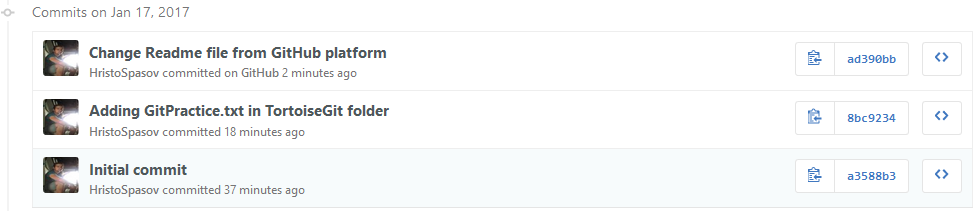 Commits on Jan 17, 2017
Change Readme file from GitHub platform
HristoSpasov committed on GitHub 2 minutes ago
ad390bb
Adding GitPractice.txt in TortoiseGit folder
HristoSpasov committed 18 minutes ago
8bc9234
Initial commit
HristoSpasov committed 37 minutes ago
a3588b3